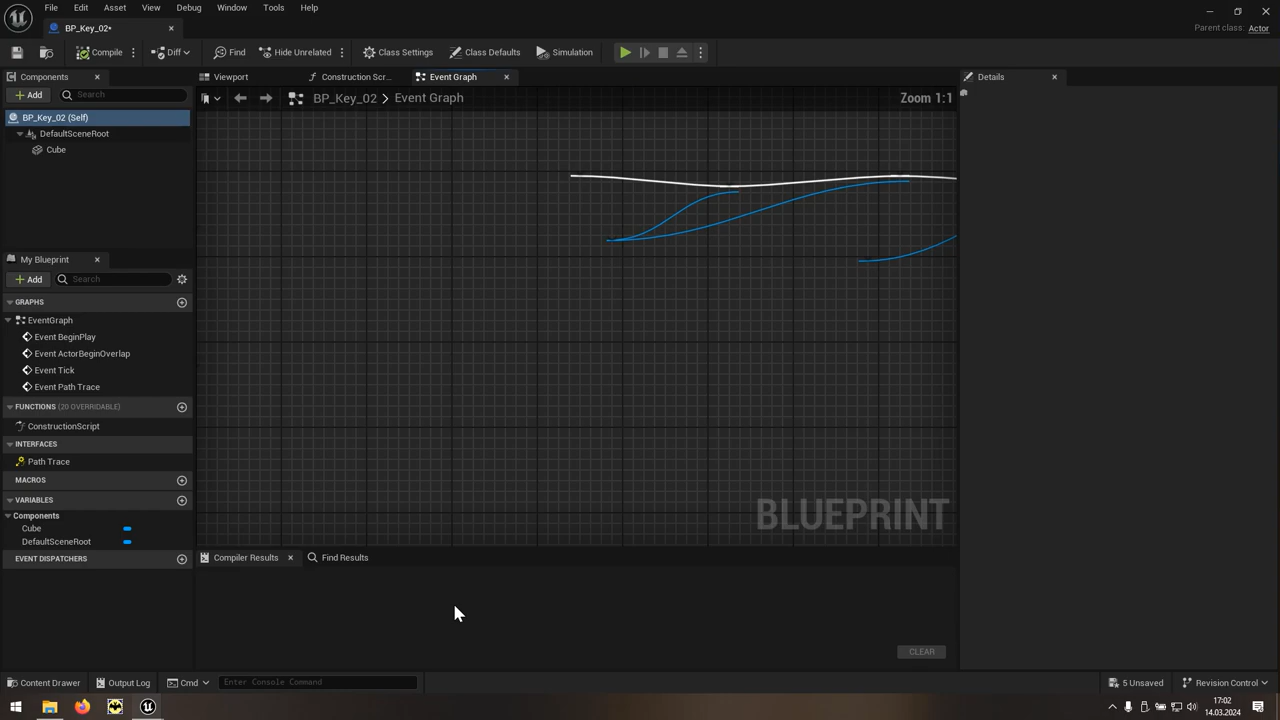 File Edit Asset View Debug Window Tools Help
BP_Key_02*
Parent class: Actor
Compile Diff Find Hide Unrelated Class Settings Class Defaults Simulation
Components
Viewport
Construction Scr...
Event Graph
Details
Add Search
BP_Key_02 > Event Graph
Zoom 1:1
BP_Key_02 (Self)
DefaultSceneRoot
Cube
My Blueprint
Add Search
GRAPHS
EventGraph
Event BeginPlay
Event ActorBeginOverlap
Event Tick
Event Path Trace
FUNCTIONS (20 OVERRIDABLE)
ConstructionScript
INTERFACES
Path Trace
MACROS
VARIABLES
Components
Cube
DefaultSceneRoot
EVENT DISPATCHERS
BLUEPRINT
Compiler Results
Find Results
CLEAR
Content Drawer Output Log Cmd Enter Console Command
5 Unsaved Revision Control
17:02
14.03.2024